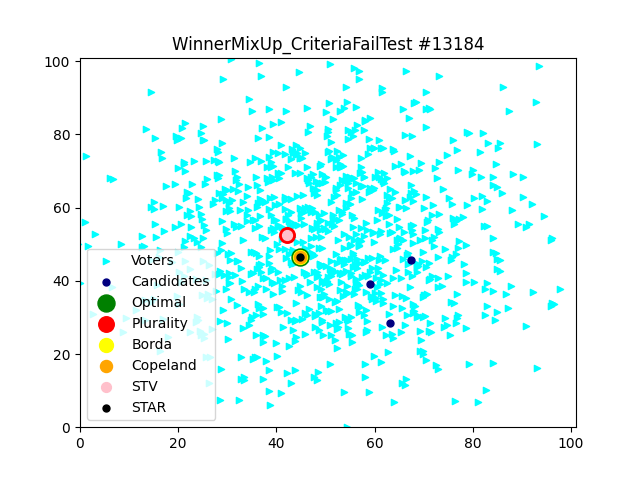 WinnerMixUp_CriteriaFailTest #13184
100
80
60
40
20
0
Voters
Candidates
Optimal
Plurality
Borda
Copeland
STV
STAR
0 20 40 60 80 100